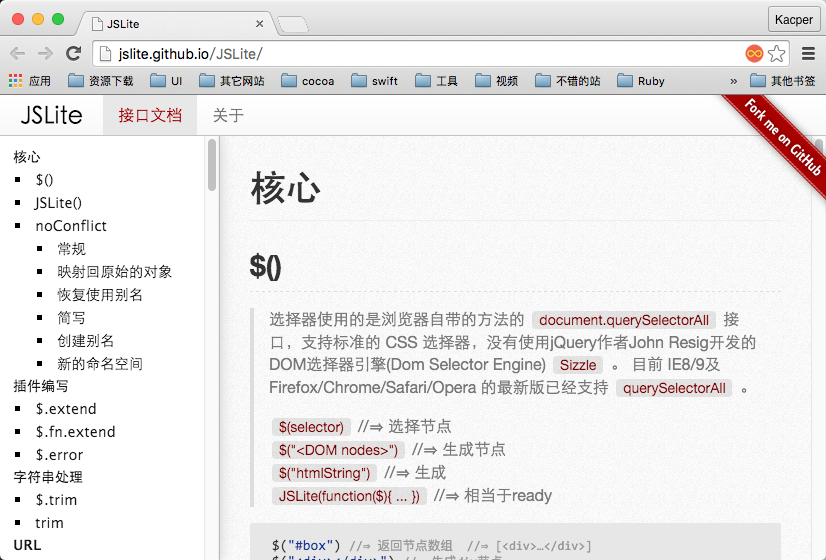 JSLite
Kacper
jslite.github.io/JSLite/
应用 资源下载 UI 其它网站 cocoa swift 工具 视频 不错的站 Ruby » 其他书签
JSLite 接口文档 关于
Fork me on GitHub
核心
$()
JSLite()
noConflict
常规
映射回原始的对象
恢复使用别名
简写
创建别名
新的命名空间
插件编写
$.extend
$.fn.extend
$.error
字符串处理
$.trim
trim
URL
核心
$()
选择器使用的是浏览器自带的方法的 document.querySelectorAll 接
口，支持标准的 CSS 选择器，没有使用jQuery作者John Resig开发的
DOM选择器引擎(Dom Selector Engine) Sizzle 。 目前 IE8/9及
Firefox/Chrome/Safari/Opera 的最新版已经支持 querySelectorAll 。
$(selector) //⇒ 选择节点
$("<DOM nodes>") //⇒ 生成节点
$("htmlString") //⇒ 生成
JSLite(function($){ ... }) //⇒ 相当于ready
$("#box") //⇒ 返回节点数组 //⇒ [<div>…</div>]